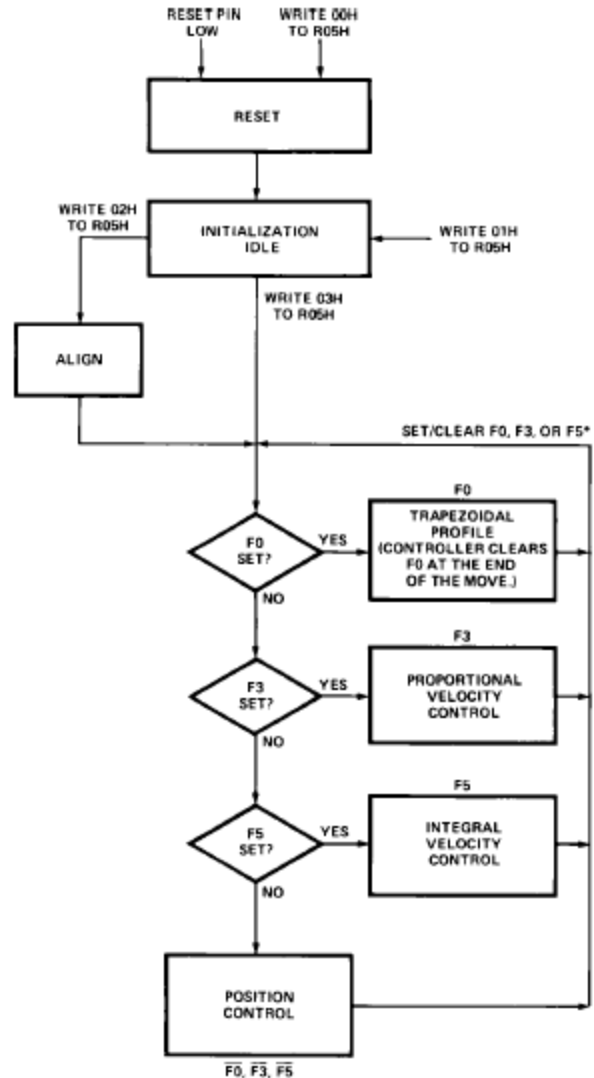 RESET PIN
LOW
WRITE 00H
TO R05H
RESET
WRITE 02H
TO R05H
INITIALIZATION
IDLE
WRITE 01H
TO R05H
WRITE 03H
TO R05H
ALIGN
SET/CLEAR F0, F3, OR F5*
F0
F0
SET?
YES
TRAPEZOIDAL
PROFILE
(CONTROLLER CLEARS
F0 AT THE END
OF THE MOVE.)
NO
F3
F3
SET?
YES
PROPORTIONAL
VELOCITY
CONTROL
NO
F5
F5
SET?
YES
INTEGRAL
VELOCITY
CONTROL
NO
POSITION
CONTROL
F̅0̅, F̅3̅, F̅5̅